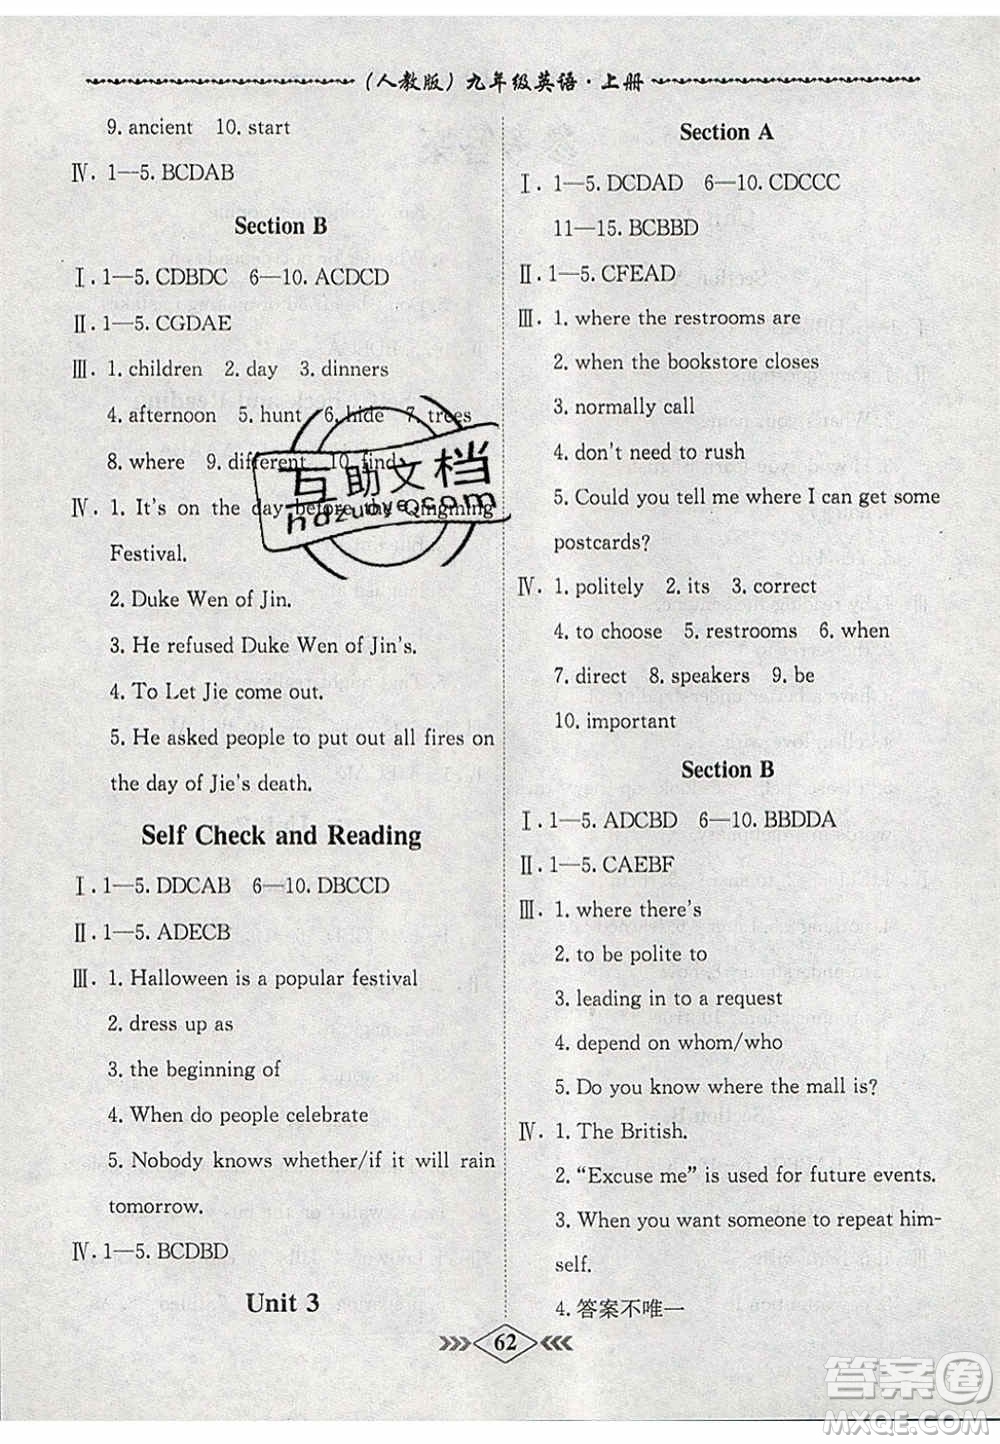 （人教版）九年级英语·上册
9. ancient 10. start
Ⅳ. 1—5. BCDAB
Section B
Ⅰ. 1—5. CDBDC 6—10. ACDCD
Ⅱ. 1—5. CGDAE
Ⅲ. 1. children 2. day 3. dinners
4. afternoon 5. hunt 6. hide 7. trees
8. where 9. different 10. find
Ⅳ. 1. It's on the day before the Qingming
Festival.
2. Duke Wen of Jin.
3. He refused Duke Wen of Jin's.
4. To Let Jie come out.
5. He asked people to put out all fires on
the day of Jie's death.
Self Check and Reading
Ⅰ. 1—5. DDCAB 6—10. DBCCD
Ⅱ. 1—5. ADECB
Ⅲ. 1. Halloween is a popular festival
2. dress up as
3. the beginning of
4. When do people celebrate
5. Nobody knows whether/if it will rain
tomorrow.
Ⅳ. 1—5. BCDBD
Unit 3
Section A
Ⅰ. 1—5. DCDAD 6—10. CDCCC
11—15. BCBBD
Ⅱ. 1—5. CFEAD
Ⅲ. 1. where the restrooms are
2. when the bookstore closes
3. normally call
4. don't need to rush
5. Could you tell me where I can get some
postcards?
Ⅳ. 1. politely 2. its 3. correct
4. to choose 5. restrooms 6. when
7. direct 8. speakers 9. be
10. important
Section B
Ⅰ. 1—5. ADCBD 6—10. BBDDA
Ⅱ. 1—5. CAEBF
Ⅲ. 1. where there's
2. to be polite to
3. leading in to a request
4. depend on whom/who
5. Do you know where the mall is?
Ⅳ. 1. The British.
2. “Excuse me” is used for future events.
3. When you want someone to repeat him-
self.
4. 答案不唯一
62
互助文档
hdzuoye.com
答案圈
MXQE.COM